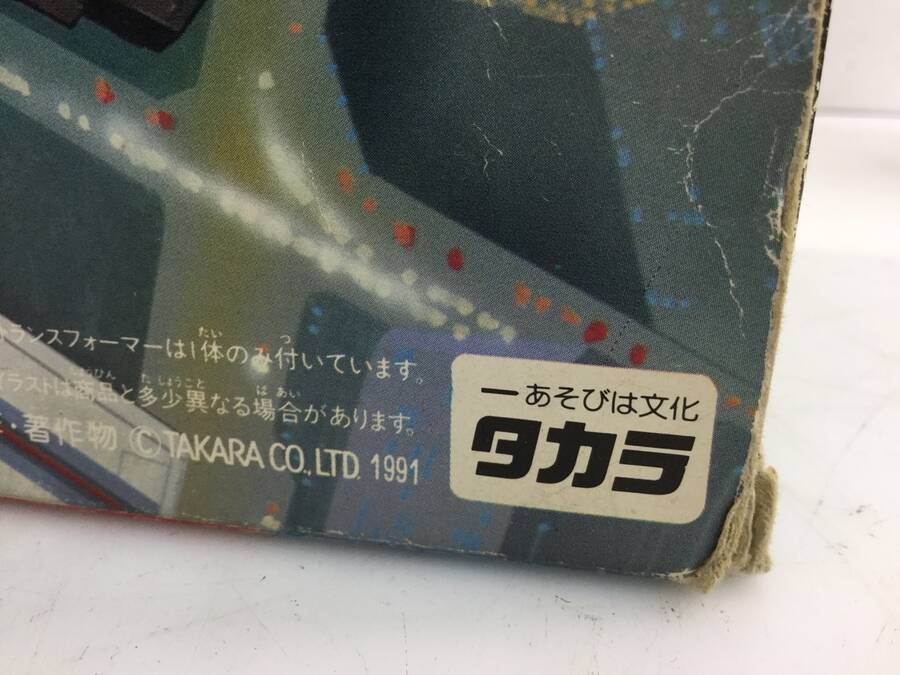 ランスフォーマーは1体のみ付いています。
イラストは商品と多少異なる場合があります。
・著作物 ©TAKARA CO.,LTD. 1991
ーあそびは文化
タカラ